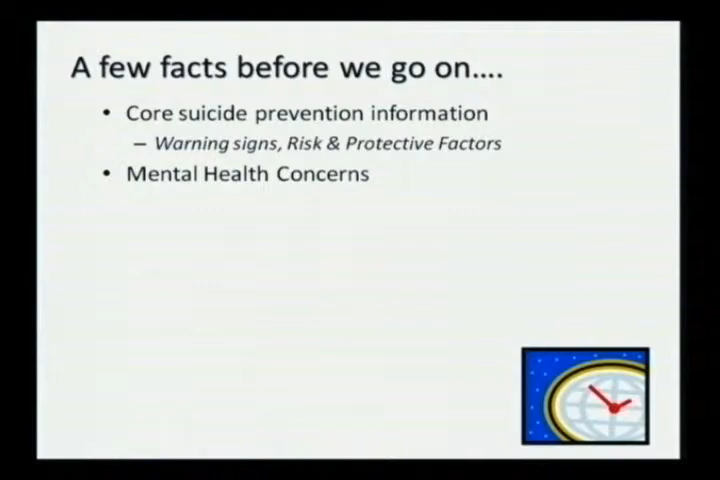 A few facts before we go on....
• Core suicide prevention information
– Warning signs, Risk & Protective Factors
• Mental Health Concerns